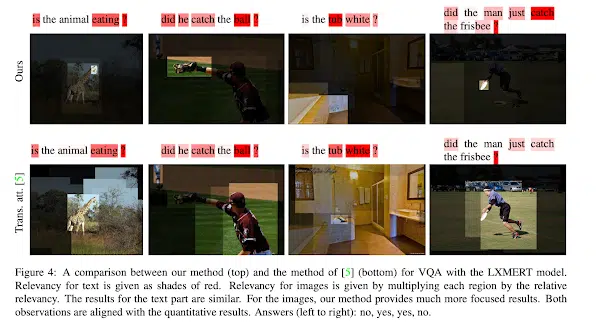 is the animal eating ?
did he catch the ball ?
is the tub white ?
did the man just catch
the frisbee ?
Ours
is the animal eating ?
did he catch the ball ?
is the tub white ?
did the man just catch
the frisbee ?
Trans. att. [5]
Figure 4: A comparison between our method (top) and the method of [5] (bottom) for VQA with the LXMERT model.
Relevancy for text is given as shades of red. Relevancy for images is given by multiplying each region by the relative
relevancy. The results for the text part are similar. For the images, our method provides much more focused results. Both
observations are aligned with the quantitative results. Answers (left to right): no, yes, yes, no.